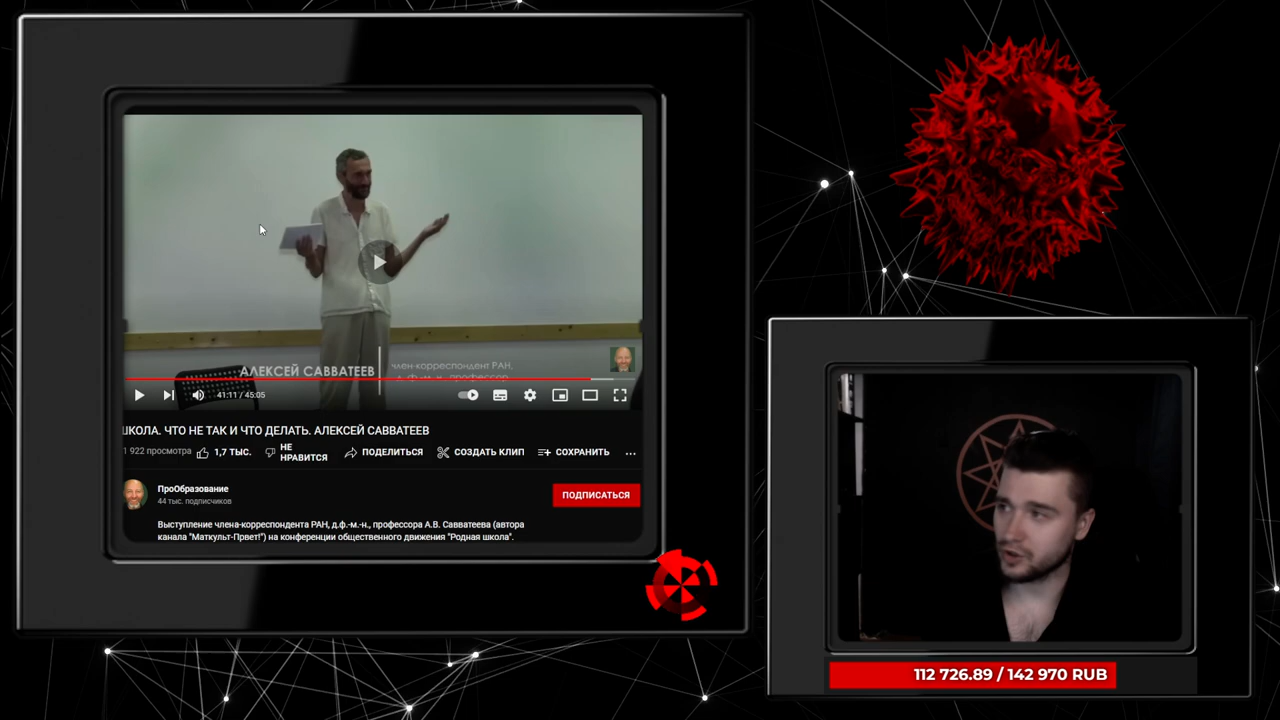 АЛЕКСЕЙ САВВАТЕЕВ
член-корреспондент РАН,
д. ф.-м. н., профессор
41:11 / 45:05
ШКОЛА. ЧТО НЕ ТАК И ЧТО ДЕЛАТЬ. АЛЕКСЕЙ САВВАТЕЕВ
1 922 просмотра
1,7 ТЫС.
НЕ НРАВИТСЯ
ПОДЕЛИТЬСЯ
СОЗДАТЬ КЛИП
СОХРАНИТЬ
ПроОбразование
44 тыс. подписчиков
ПОДПИСАТЬСЯ
Выступление члена-корреспондента РАН, д.ф.-м.-н., профессора А.В. Савватеева (автора
канала "Маткульт-Првет!") на конференции общественного движения "Родная школа".
112 726.89 / 142 970 RUB